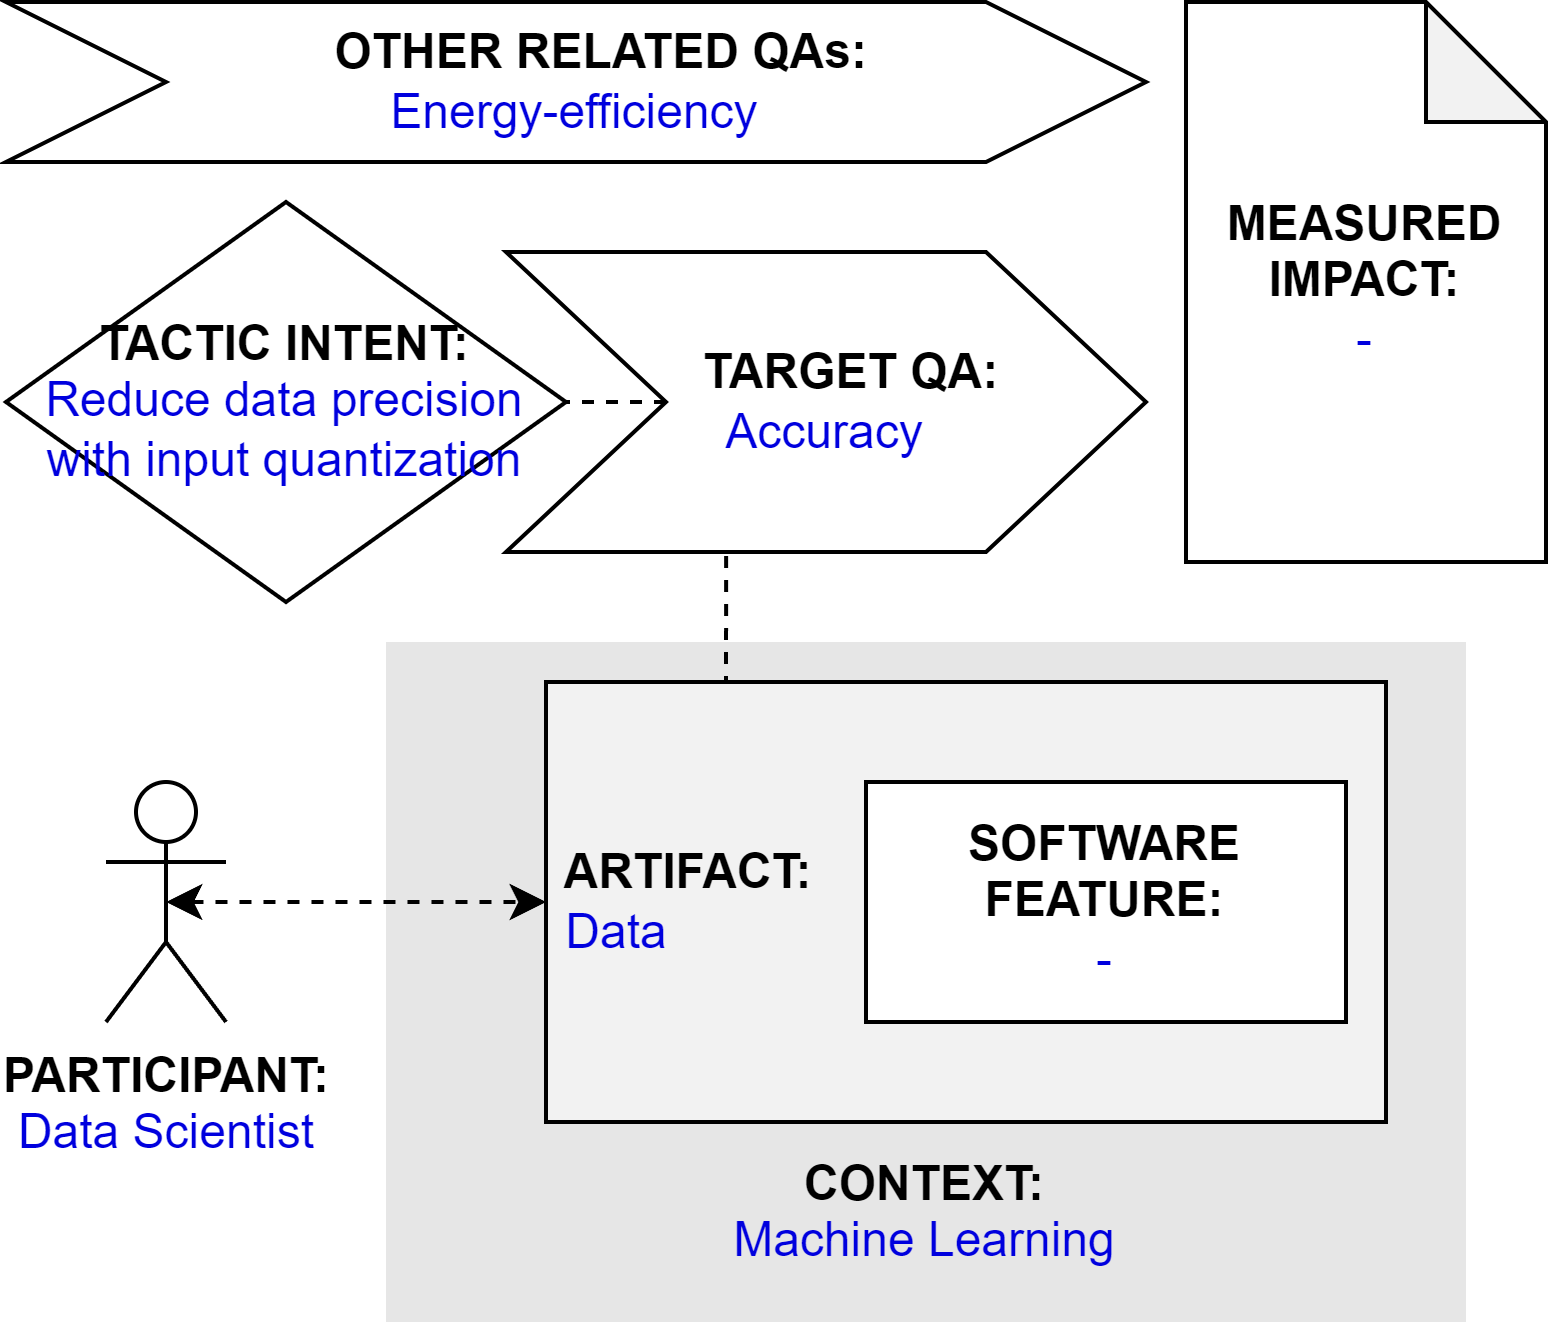 OTHER RELATED QAs:
Energy-efficiency
MEASURED
IMPACT:
-
TACTIC INTENT:
Reduce data precision
with input quantization
TARGET QA:
Accuracy
ARTIFACT:
Data
SOFTWARE
FEATURE:
-
PARTICIPANT:
Data Scientist
CONTEXT:
Machine Learning